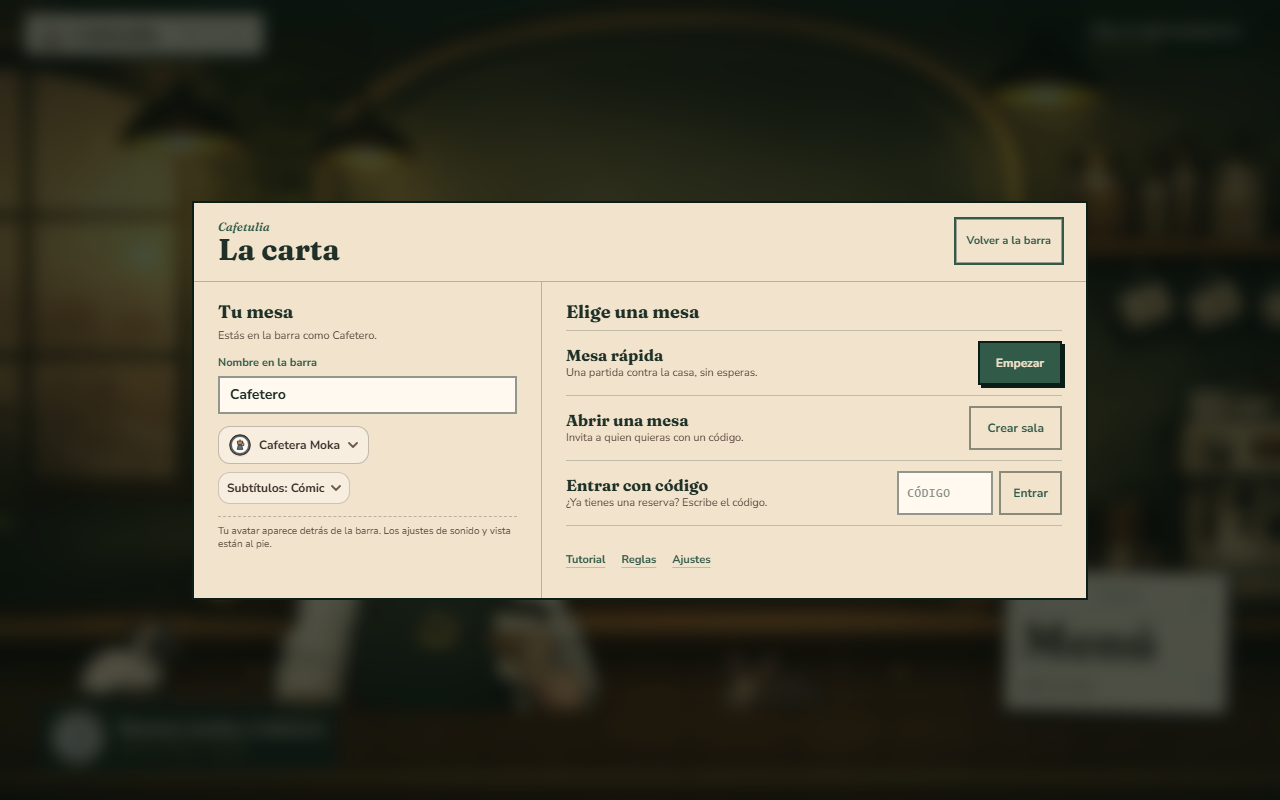 Cafetulia
La carta
Volver a la barra
Tu mesa
Estás en la barra como Cafetero.
Nombre en la barra
Cafetero
Cafetera Moka
Subtítulos: Cómic
Tu avatar aparece detrás de la barra. Los ajustes de sonido y vista
están al pie.
Elige una mesa
Mesa rápida
Una partida contra la casa, sin esperas.
Empezar
Abrir una mesa
Invita a quien quieras con un código.
Crear sala
Entrar con código
¿Ya tienes una reserva? Escribe el código.
CÓDIGO
Entrar
Tutorial
Reglas
Ajustes
Menú